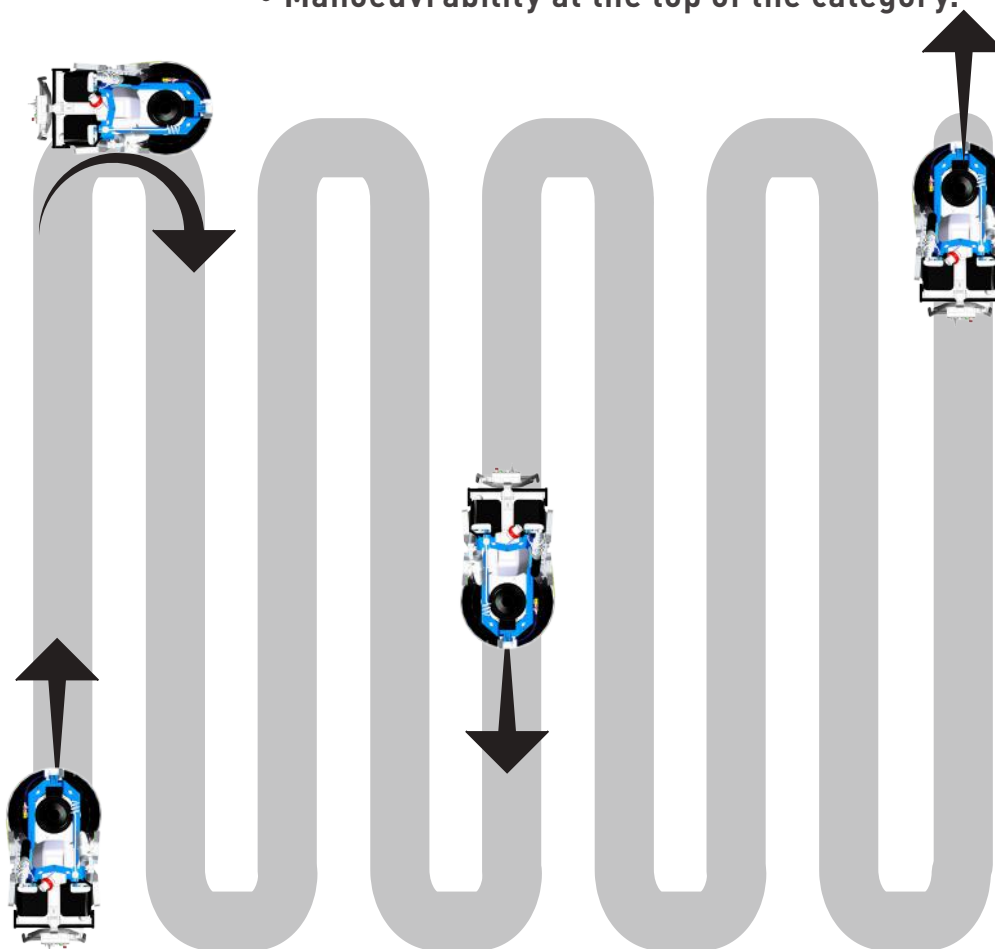 • Manoeuvrability at the top of the category.